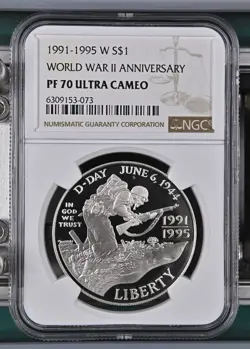 1991-1995 W S$1
WORLD WAR II ANNIVERSARY
PF 70 ULTRA CAMEO
6309153-073
NUMISMATIC GUARANTY CORPORATION
NGC
D-DAY JUNE 6, 1944
IN
GOD WE
TRUST
1991
1995
LIBERTY